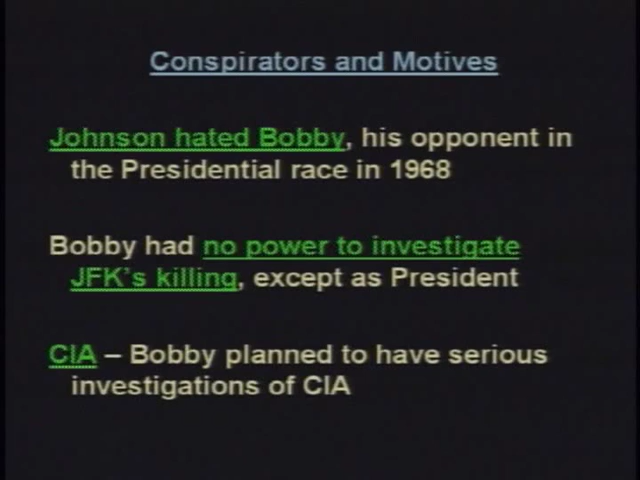 Conspirators and Motives
Johnson hated Bobby, his opponent in
the Presidential race in 1968
Bobby had no power to investigate
JFK's killing, except as President
CIA – Bobby planned to have serious
investigations of CIA